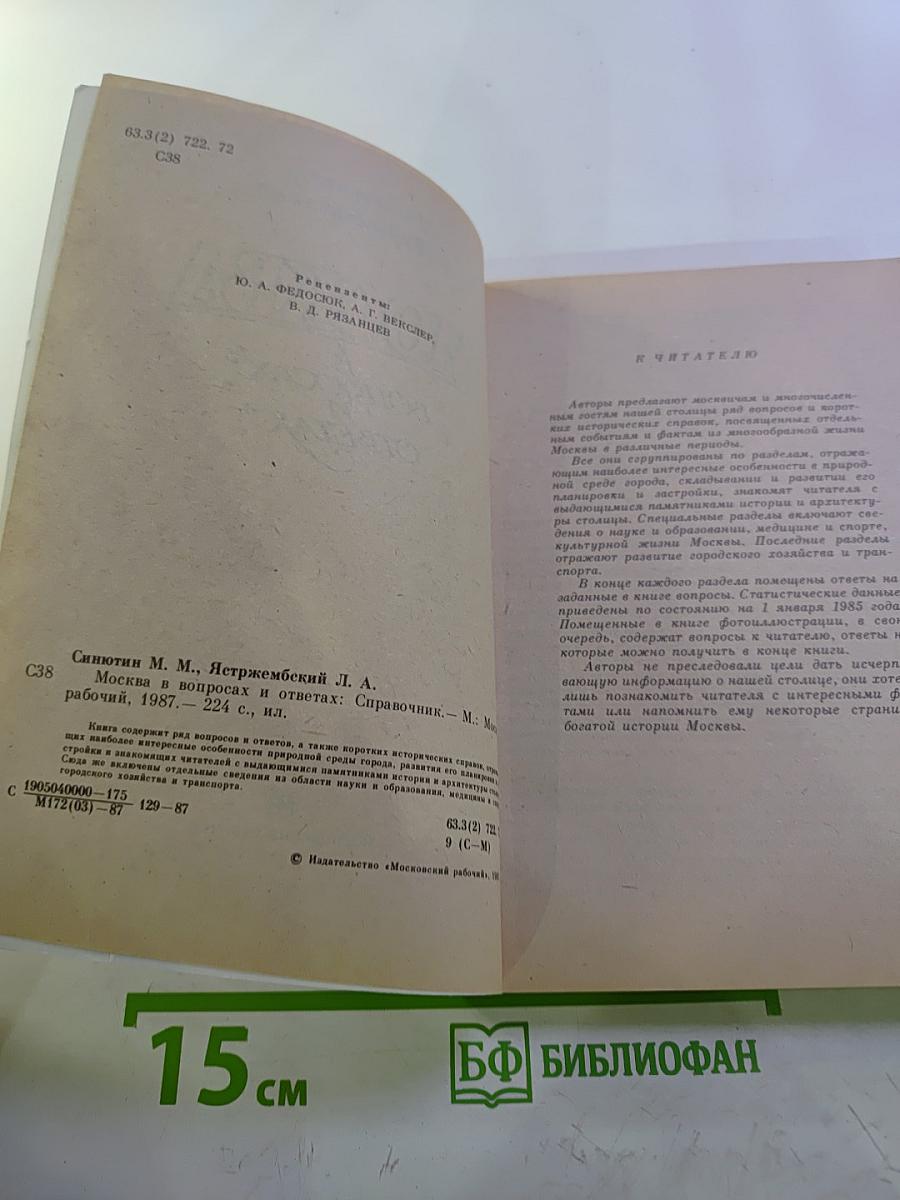 63.3(2) 722. 72
С38
Рецензенты:
Ю. А. ФЕДОСЮК, А. Г. ВЕКСЛЕР,
В. Д. РЯЗАНЦЕВ
Синютин М. М., Ястржембский Л. А.
С38 Москва в вопросах и ответах: Справочник.— М.: Мос
рабочий, 1987.— 224 с., ил.
Книга содержит ряд вопросов и ответов, а также коротких исторических справок,
щих наиболее интересные особенности природной среды города, развития его планировки
стройки и знакомящих читателей с выдающимися памятниками истории и архитектуры
Сюда же включены отдельные сведения из области науки и образования, медицины и
городского хозяйства и транспорта.
С 1905040000—175
М172(03)—87 129—87
63.3(2) 722.
9 (С—М)
© Издательство «Московский рабочий», 19
К ЧИТАТЕЛЮ
Авторы предлагают москвичам и многочислен-
ным гостям нашей столицы ряд вопросов и корот-
ких исторических справок, посвященных отдель-
ным событиям и фактам из многообразной жизни
Москвы в различные периоды.
Все они сгруппированы по разделам, отража-
ющим наиболее интересные особенности в природ-
ной среде города, складывании и развитии его
планировки и застройки, знакомят читателя с
выдающимися памятниками истории и архитекту-
ры столицы. Специальные разделы включают све-
дения о науке и образовании, медицине и спорте,
культурной жизни Москвы. Последние разделы
отражают развитие городского хозяйства и тран-
спорта.
В конце каждого раздела помещены ответы на
заданные в книге вопросы. Статистические данные
приведены по состоянию на 1 января 1985 года
Помещенные в книге фотоиллюстрации, в свою
очередь, содержат вопросы к читателю, ответы н
которые можно получить в конце книги.
Авторы не преследовали цели дать исчерп
вающую информацию о нашей столице, они хоте
лишь познакомить читателя с интересными ф
тами или напомнить ему некоторые страни
богатой истории Москвы.
15 см
БФ БИБЛИОФАН